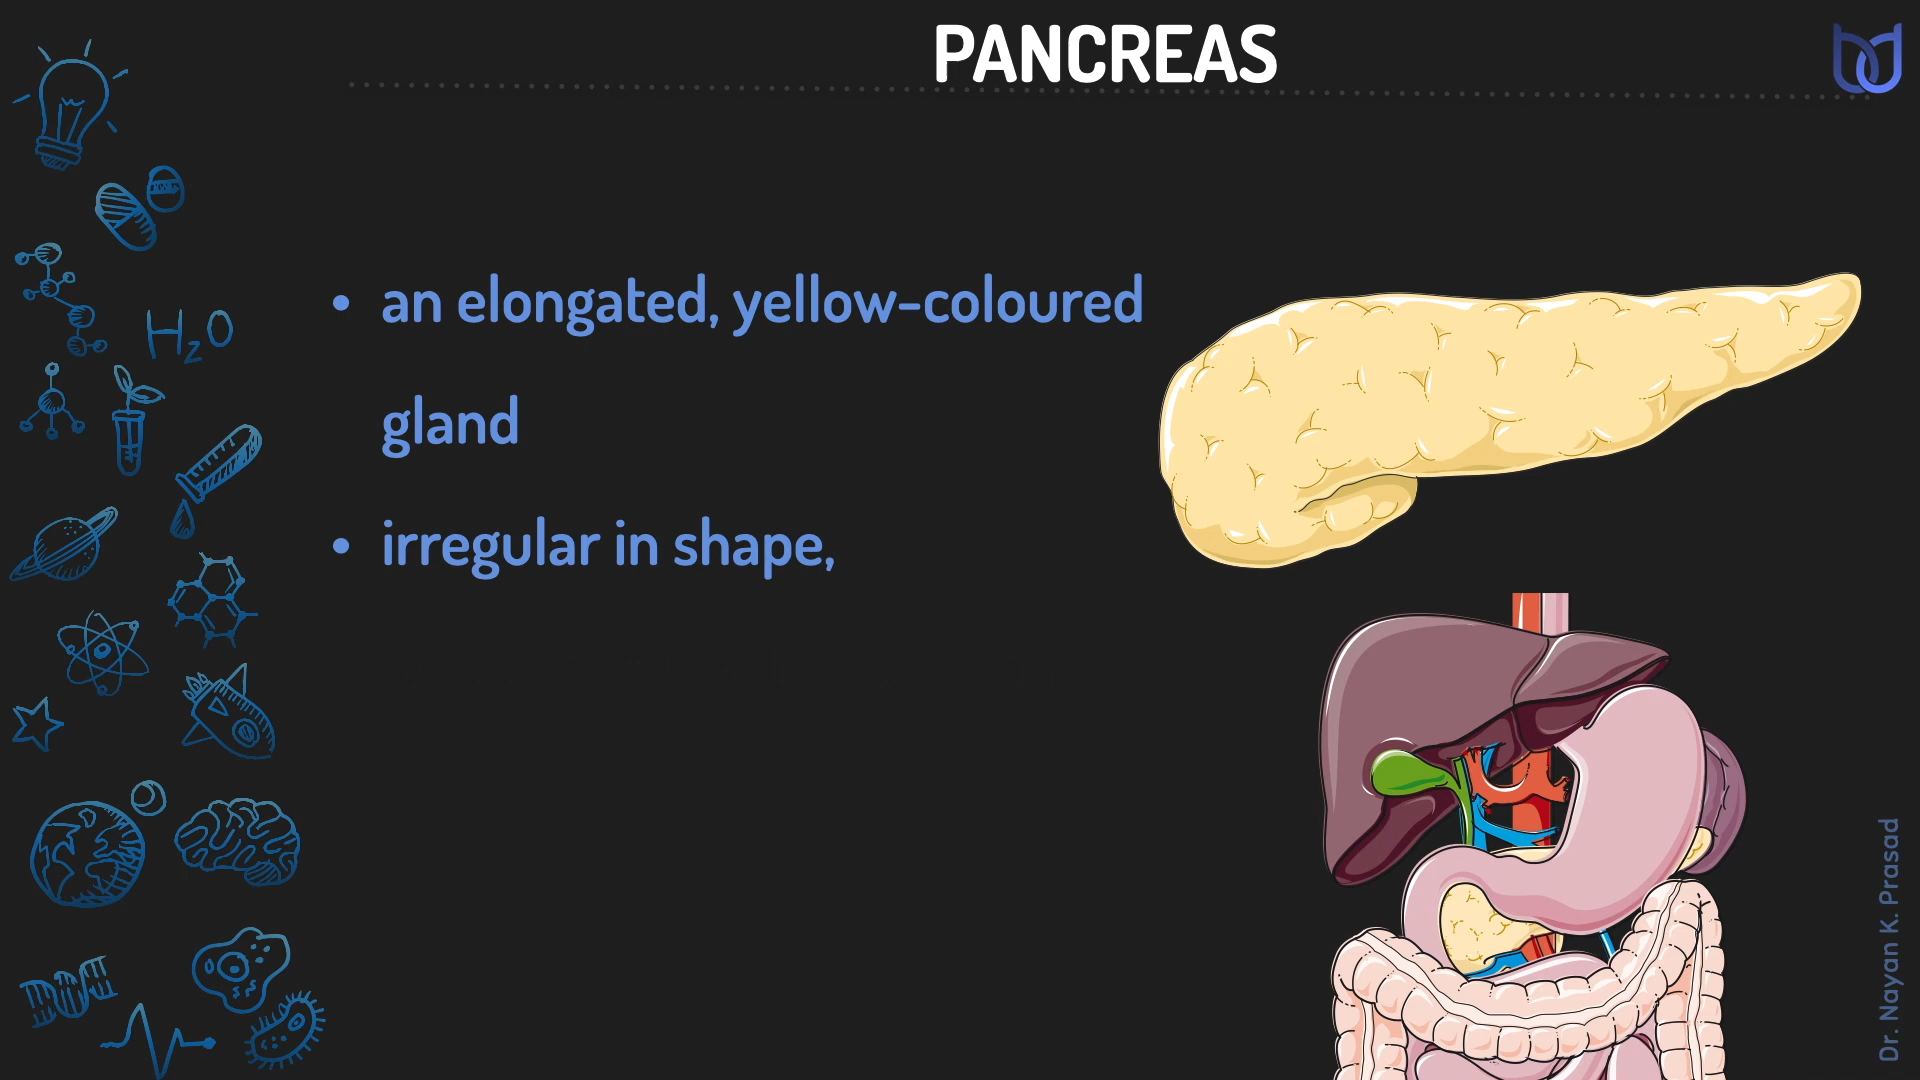 PANCREAS
• an elongated, yellow-coloured
gland
• irregular in shape,
H2O
Dr. Nayan K. Prasad